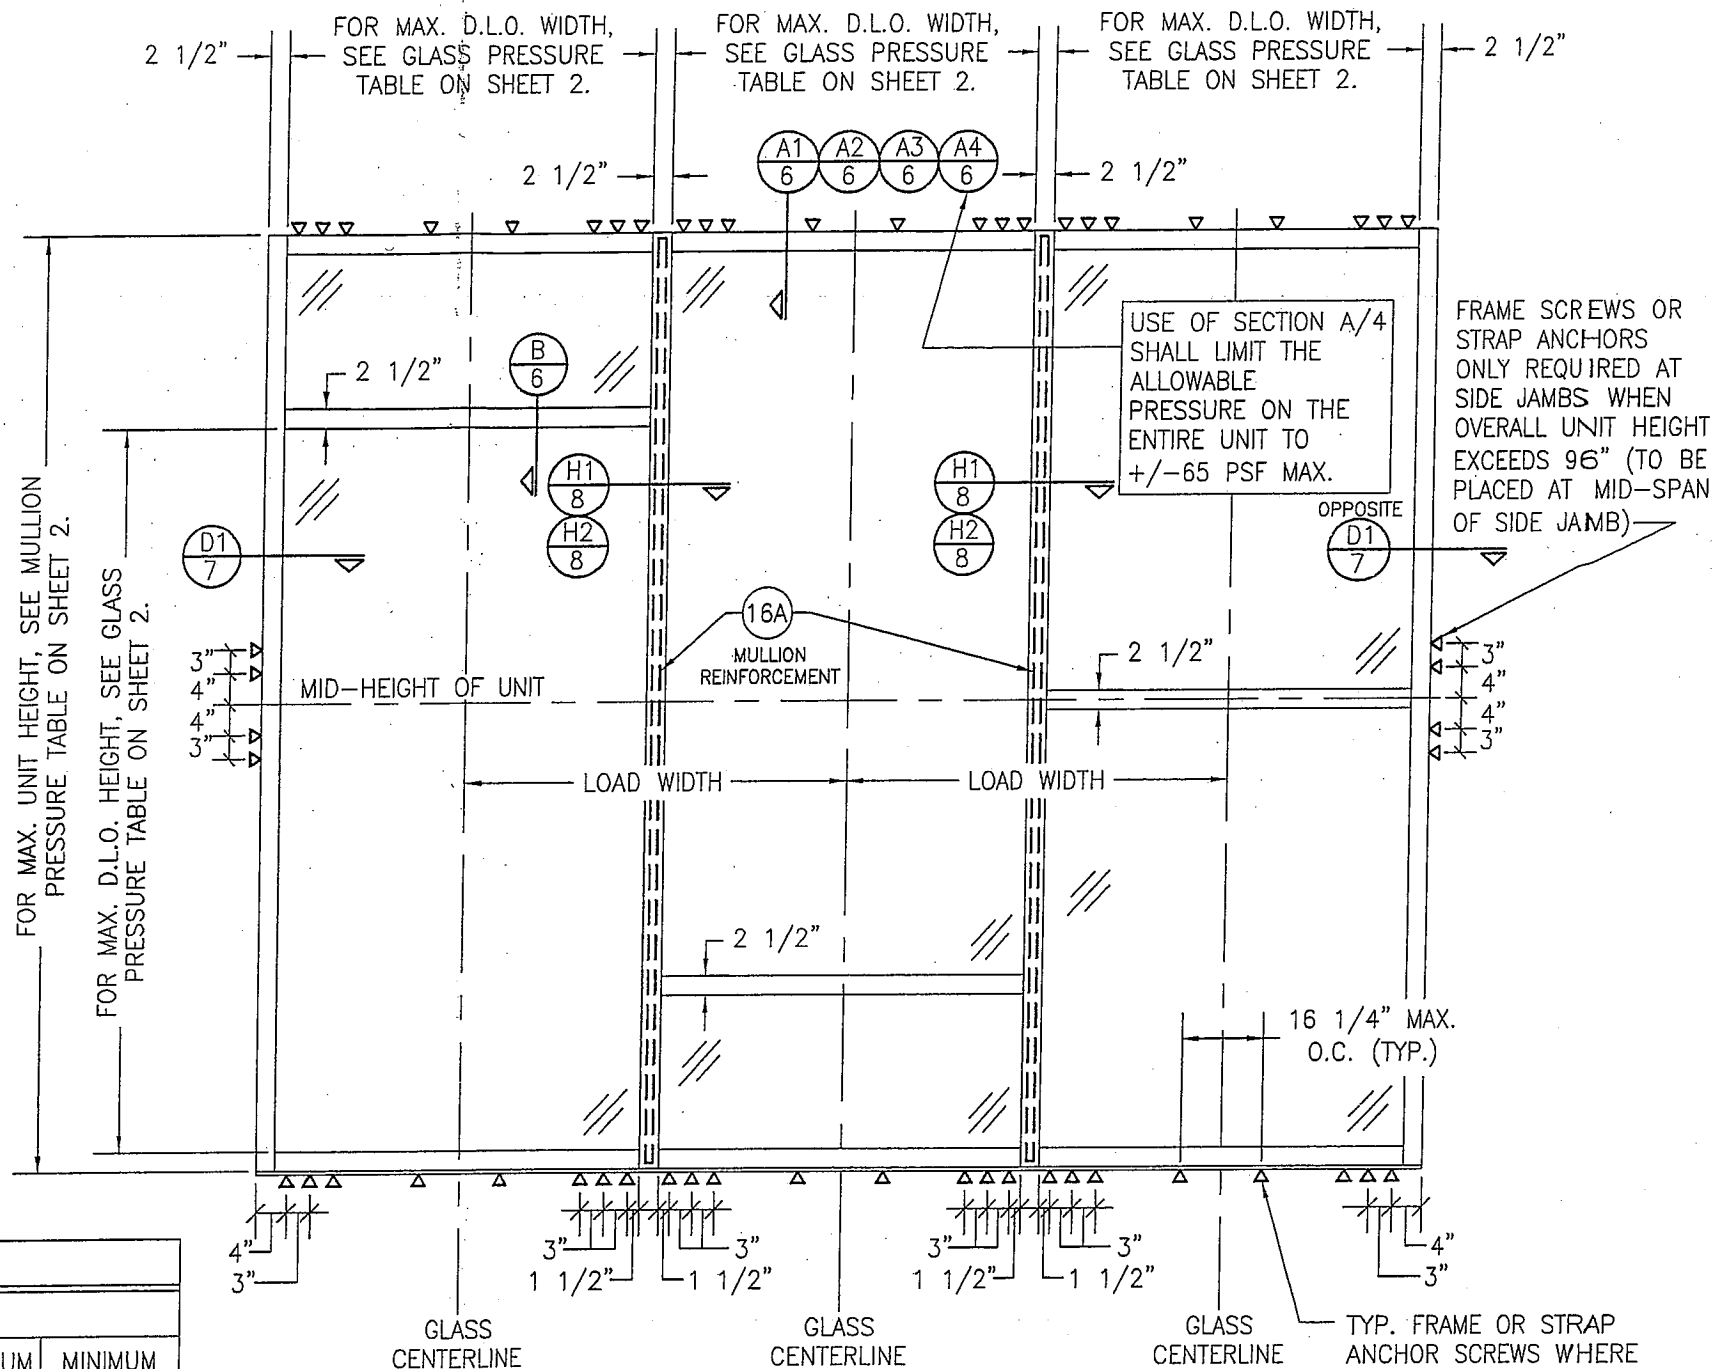 FOR MAX. D.L.O. WIDTH,
SEE GLASS PRESSURE
TABLE ON SHEET 2.
FOR MAX. D.L.O. WIDTH,
SEE GLASS PRESSURE
TABLE ON SHEET 2.
FOR MAX. D.L.O. WIDTH,
SEE GLASS PRESSURE
TABLE ON SHEET 2.
2 1/2"
2 1/2"
2 1/2"
2 1/2"
A1
6
A2
6
A3
6
A4
6
USE OF SECTION A/4
SHALL LIMIT THE
ALLOWABLE
PRESSURE ON THE
ENTIRE UNIT TO
+/-65 PSF MAX.
FRAME SCREWS OR
STRAP ANCHORS
ONLY REQUIRED AT
SIDE JAMBS WHEN
OVERALL UNIT HEIGHT
EXCEEDS 96" (TO BE
PLACED AT MID-SPAN
OF SIDE JAMB)
2 1/2"
B
6
H1
8
H2
8
H1
8
H2
8
D1
7
OPPOSITE
D1
7
FOR MAX. UNIT HEIGHT, SEE MULLION
PRESSURE TABLE ON SHEET 2.
FOR MAX. D.L.O. HEIGHT, SEE GLASS
PRESSURE TABLE ON SHEET 2.
16A
MULLION
REINFORCEMENT
2 1/2"
3"
4"
4"
3"
MID-HEIGHT OF UNIT
3"
4"
4"
3"
LOAD WIDTH
LOAD WIDTH
2 1/2"
16 1/4" MAX.
O.C. (TYP.)
4"
3"
3"
1 1/2"
3"
1 1/2"
3"
1 1/2"
3"
1 1/2"
4"
3"
GLASS
CENTERLINE
GLASS
CENTERLINE
GLASS
CENTERLINE
TYP. FRAME OR STRAP
ANCHOR SCREWS WHERE
UM
MINIMUM